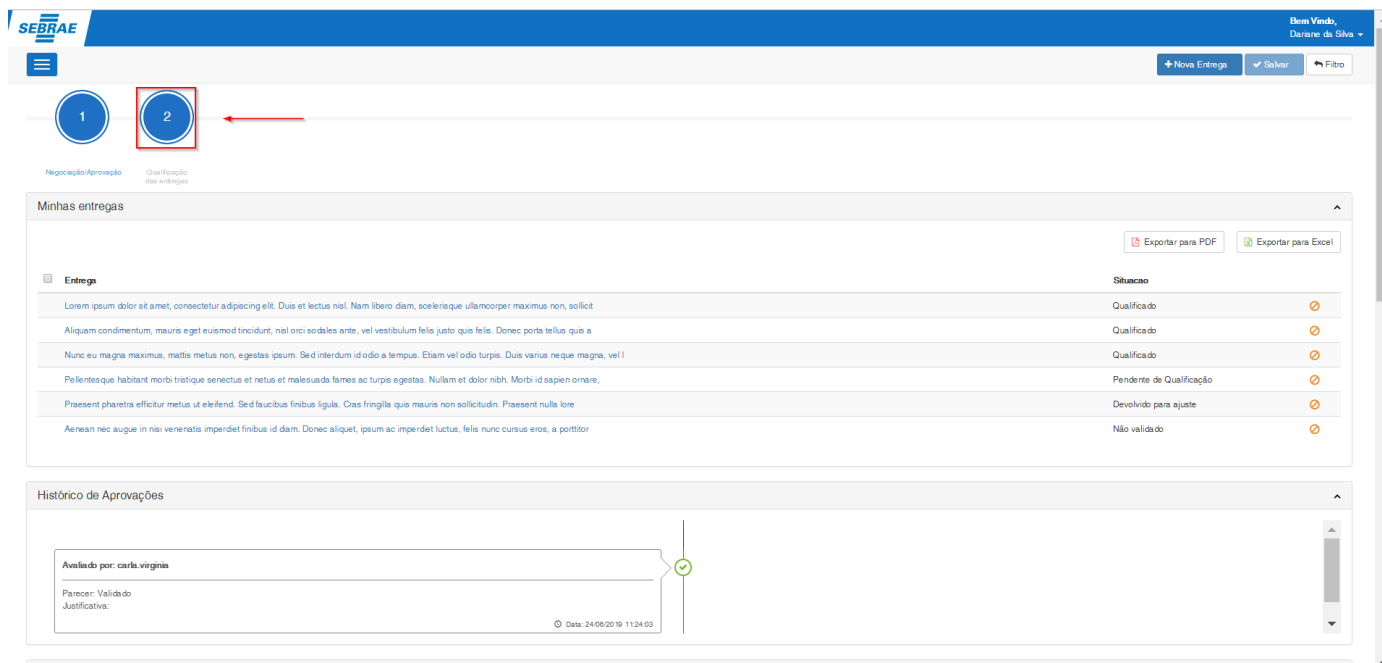 SEBRAE
Bem Vindo,
Dariane da Silva
Nova Entrega
Salvar
Filtro
1
2
Negociação/Aprovação
Qualificação
das entregas
Minhas entregas
Exportar para PDF
Exportar para Excel
Entrega
Situacao
Lorem ipsum dolor sit amet, consectetur adipiscing elit. Duis et lectus nisl. Nam libero diam, scelerisque ullamcorper maximus non, sollicit
Qualificado
Aliquam condimentum, mauris eget euismod tincidunt, nisl orci sodales ante, vel vestibulum felis justo quis felis. Donec porta tellus quis a
Qualificado
Nunc eu magna maximus, mattis metus non, egestas ipsum. Sed interdum id odio a tempus. Etiam vel odio turpis. Duis varius neque magna, vel l
Qualificado
Pellentesque habitant morbi tristique senectus et netus et malesuada fames ac turpis egestas. Nullam et dolor nibh. Morbi id sapien ornare,
Pendente de Qualificação
Praesent pharetra efficitur metus ut eleifend. Sed faucibus finibus ligula. Cras fringilla quis mauris non sollicitudin. Praesent nulla lore
Devolvido para ajuste
Aenean nec augue in nisi venenatis imperdiet finibus id diam. Donec aliquet, ipsum ac imperdiet luctus, felis nunc cursus eros, a porttitor
Não validado
Histórico de Aprovações
Avaliado por: carla.virginia
Parecer: Validado
Justificativa:
Data: 24/06/2019 11:24:03